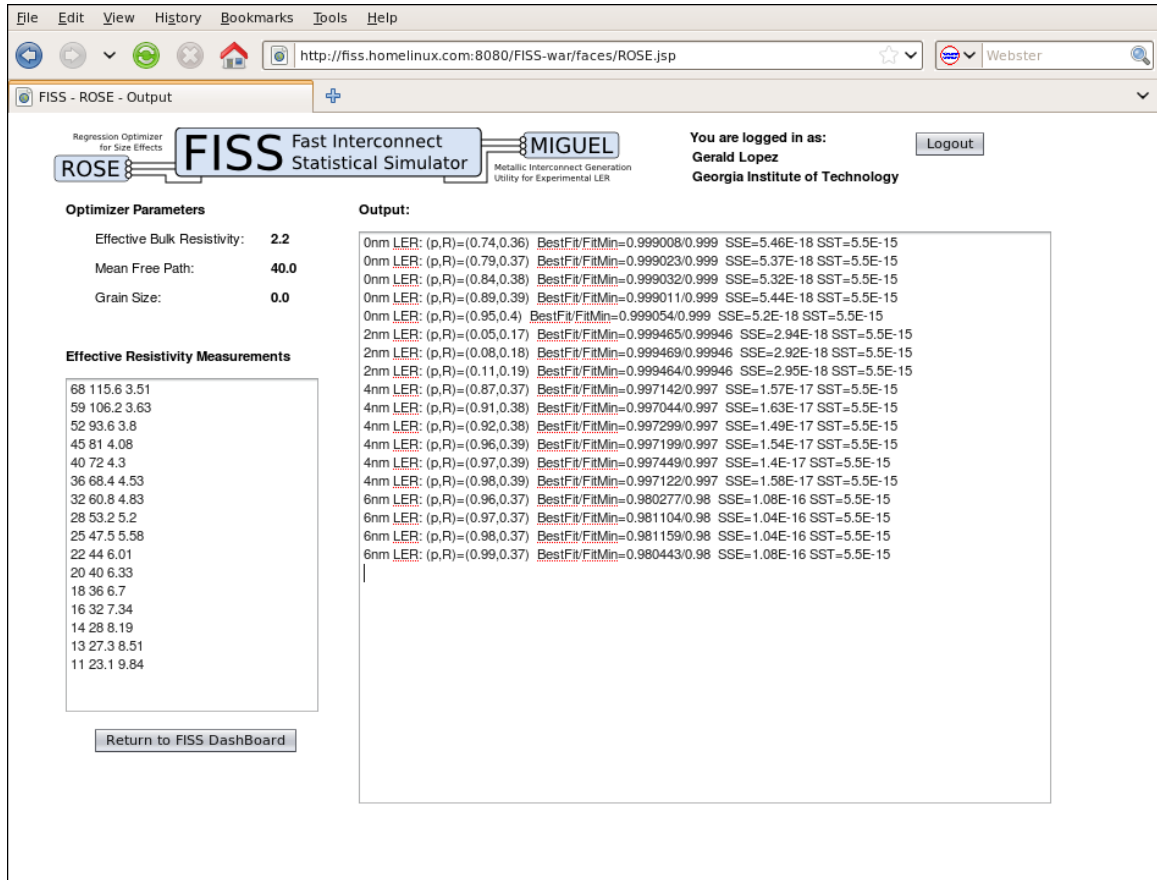 File Edit View History Bookmarks Tools Help
http://fiss.homelinux.com:8080/FISS-war/faces/ROSE.jsp
Webster
FISS - ROSE - Output
Regression Optimizer
for Size Effects
ROSE
FISS
Fast Interconnect
Statistical Simulator
MIGUEL
Metallic Interconnect Generation
Utility for Experimental LER
You are logged in as:
Gerald Lopez
Georgia Institute of Technology
Logout
Optimizer Parameters
Effective Bulk Resistivity: 2.2
Mean Free Path: 40.0
Grain Size: 0.0
Effective Resistivity Measurements
68 115.6 3.51
59 106.2 3.63
52 93.6 3.8
45 81 4.08
40 72 4.3
36 68.4 4.53
32 60.8 4.83
28 53.2 5.2
25 47.5 5.58
22 44 6.01
20 40 6.33
18 36 6.7
16 32 7.34
14 28 8.19
13 27.3 8.51
11 23.1 9.84
Return to FISS DashBoard
Output:
0nm LER: (p,R)=(0.74,0.36) BestFit/FitMin=0.999008/0.999 SSE=5.46E-18 SST=5.5E-15
0nm LER: (p,R)=(0.79,0.37) BestFit/FitMin=0.999023/0.999 SSE=5.37E-18 SST=5.5E-15
0nm LER: (p,R)=(0.84,0.38) BestFit/FitMin=0.999032/0.999 SSE=5.32E-18 SST=5.5E-15
0nm LER: (p,R)=(0.89,0.39) BestFit/FitMin=0.999011/0.999 SSE=5.44E-18 SST=5.5E-15
0nm LER: (p,R)=(0.95,0.4) BestFit/FitMin=0.999054/0.999 SSE=5.2E-18 SST=5.5E-15
2nm LER: (p,R)=(0.05,0.17) BestFit/FitMin=0.999465/0.99946 SSE=2.94E-18 SST=5.5E-15
2nm LER: (p,R)=(0.08,0.18) BestFit/FitMin=0.999469/0.99946 SSE=2.92E-18 SST=5.5E-15
2nm LER: (p,R)=(0.11,0.19) BestFit/FitMin=0.999464/0.99946 SSE=2.95E-18 SST=5.5E-15
4nm LER: (p,R)=(0.87,0.37) BestFit/FitMin=0.997142/0.997 SSE=1.57E-17 SST=5.5E-15
4nm LER: (p,R)=(0.91,0.38) BestFit/FitMin=0.997044/0.997 SSE=1.63E-17 SST=5.5E-15
4nm LER: (p,R)=(0.92,0.38) BestFit/FitMin=0.997299/0.997 SSE=1.49E-17 SST=5.5E-15
4nm LER: (p,R)=(0.96,0.39) BestFit/FitMin=0.997199/0.997 SSE=1.54E-17 SST=5.5E-15
4nm LER: (p,R)=(0.97,0.39) BestFit/FitMin=0.997449/0.997 SSE=1.4E-17 SST=5.5E-15
4nm LER: (p,R)=(0.98,0.39) BestFit/FitMin=0.997122/0.997 SSE=1.58E-17 SST=5.5E-15
6nm LER: (p,R)=(0.96,0.37) BestFit/FitMin=0.980277/0.98 SSE=1.08E-16 SST=5.5E-15
6nm LER: (p,R)=(0.97,0.37) BestFit/FitMin=0.981104/0.98 SSE=1.04E-16 SST=5.5E-15
6nm LER: (p,R)=(0.98,0.37) BestFit/FitMin=0.981159/0.98 SSE=1.04E-16 SST=5.5E-15
6nm LER: (p,R)=(0.99,0.37) BestFit/FitMin=0.980443/0.98 SSE=1.08E-16 SST=5.5E-15